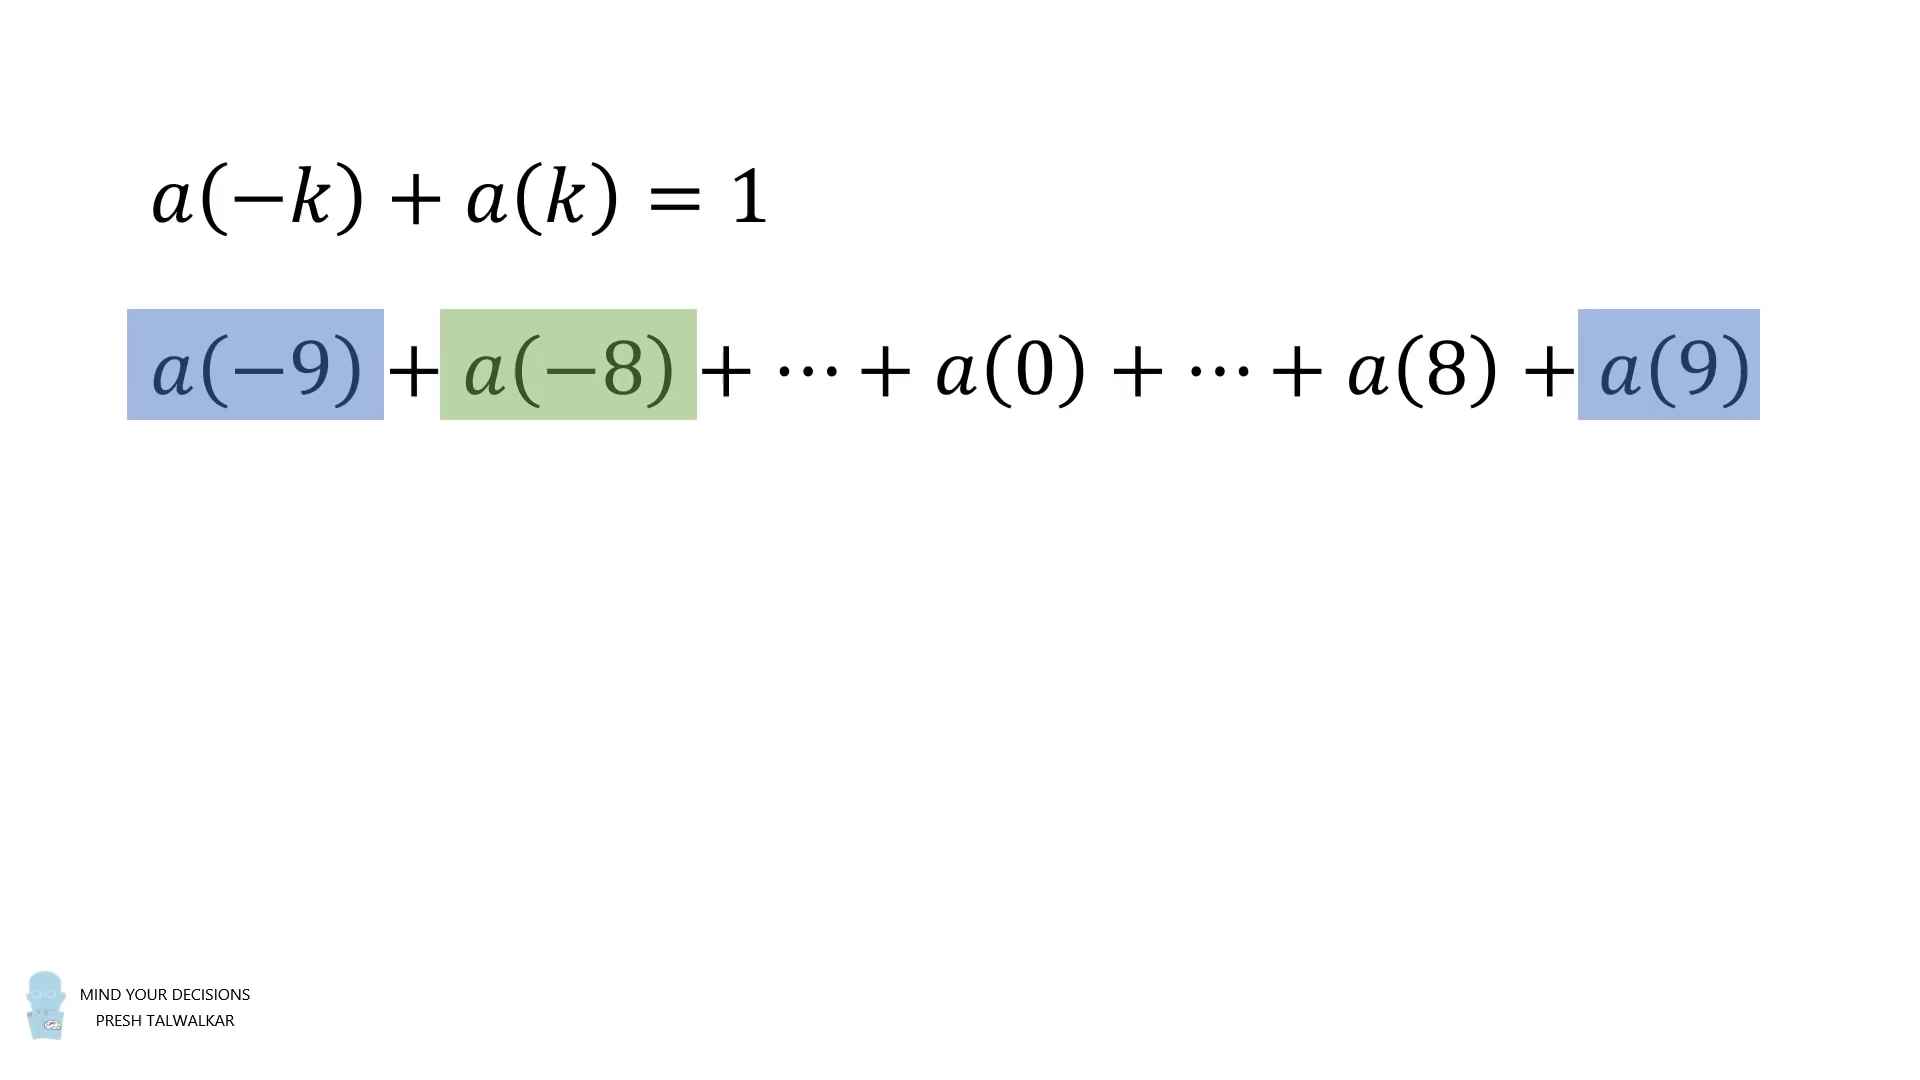 a(−k) + a(k) = 1
a(−9) + a(−8) + ⋯ + a(0) + ⋯ + a(8) + a(9)
MIND YOUR DECISIONS
PRESH TALWALKAR